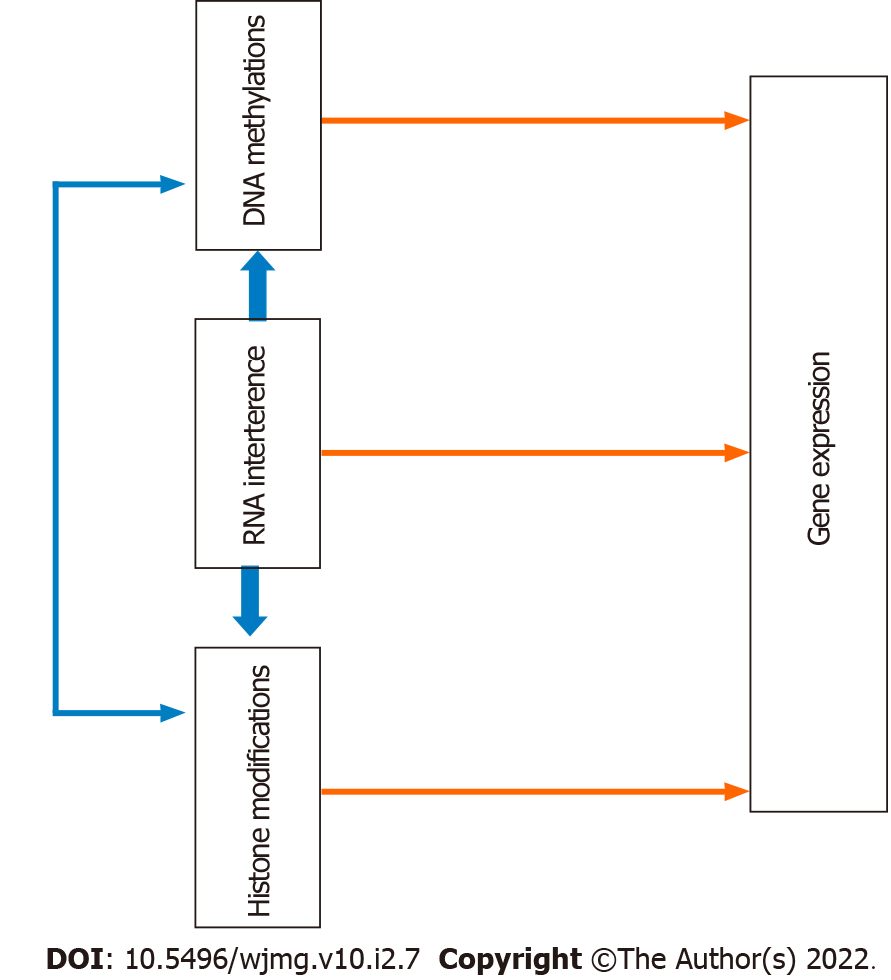 DNA methylations
RNA interterence
Histone modifications
Gene expression
DOI: 10.5496/wjmg.v10.i2.7 Copyright ©The Author(s) 2022.